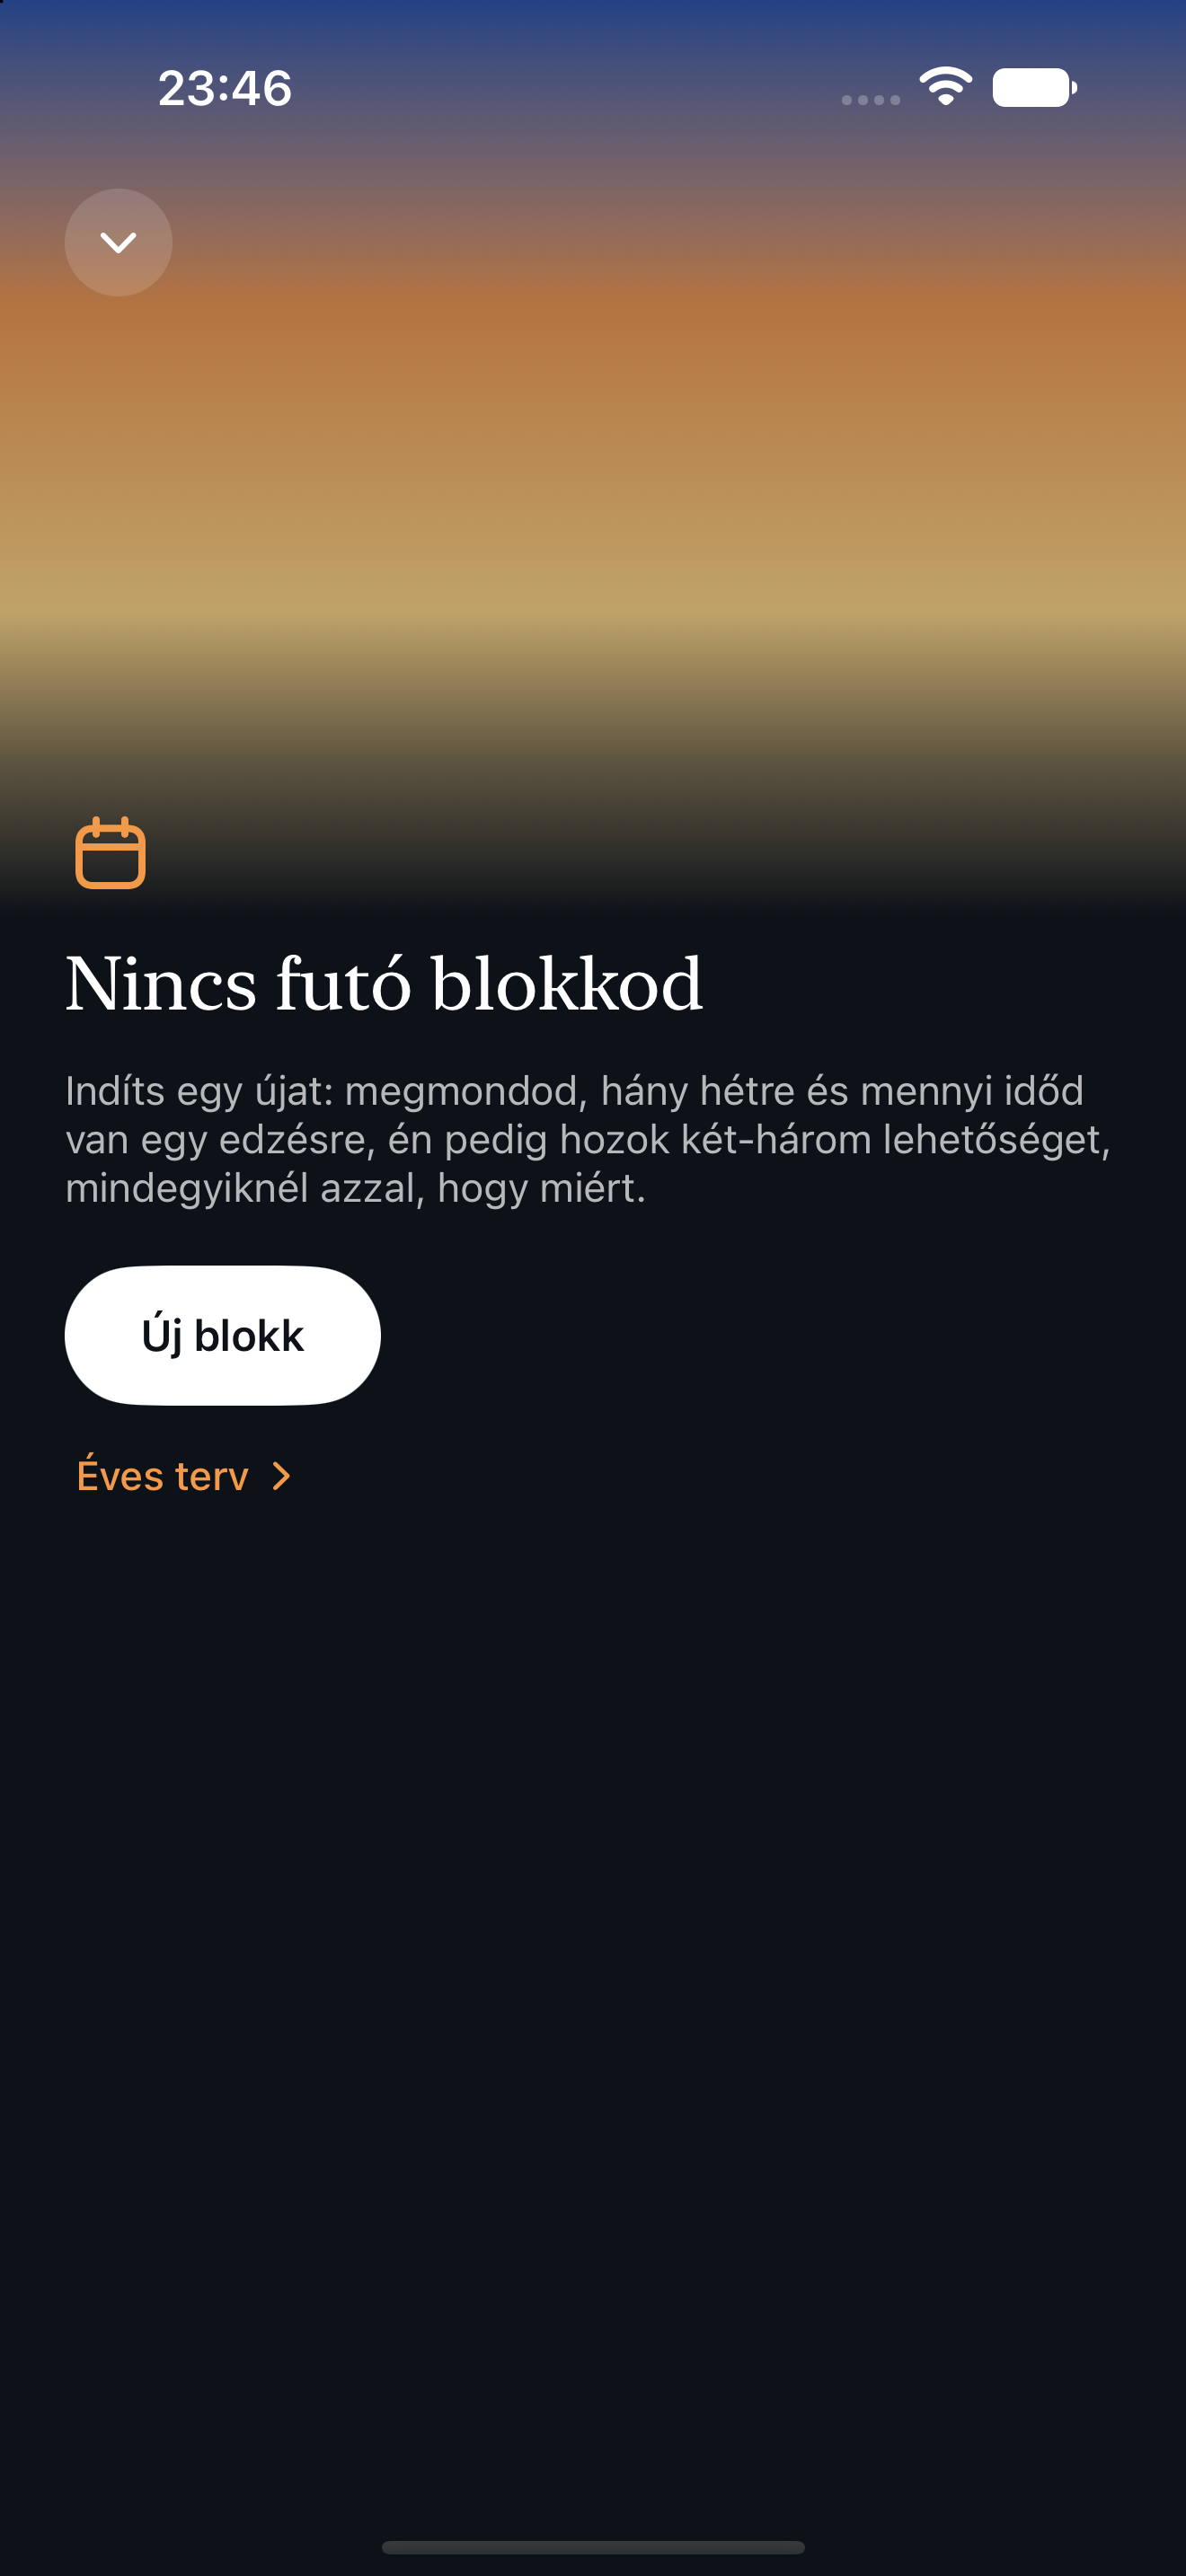 23:46
Nincs futó blokkod
Indíts egy újat: megmondod, hány hétre és mennyi időd
van egy edzésre, én pedig hozok két-három lehetőséget,
mindegyiknél azzal, hogy miért.
Új blokk
Éves terv